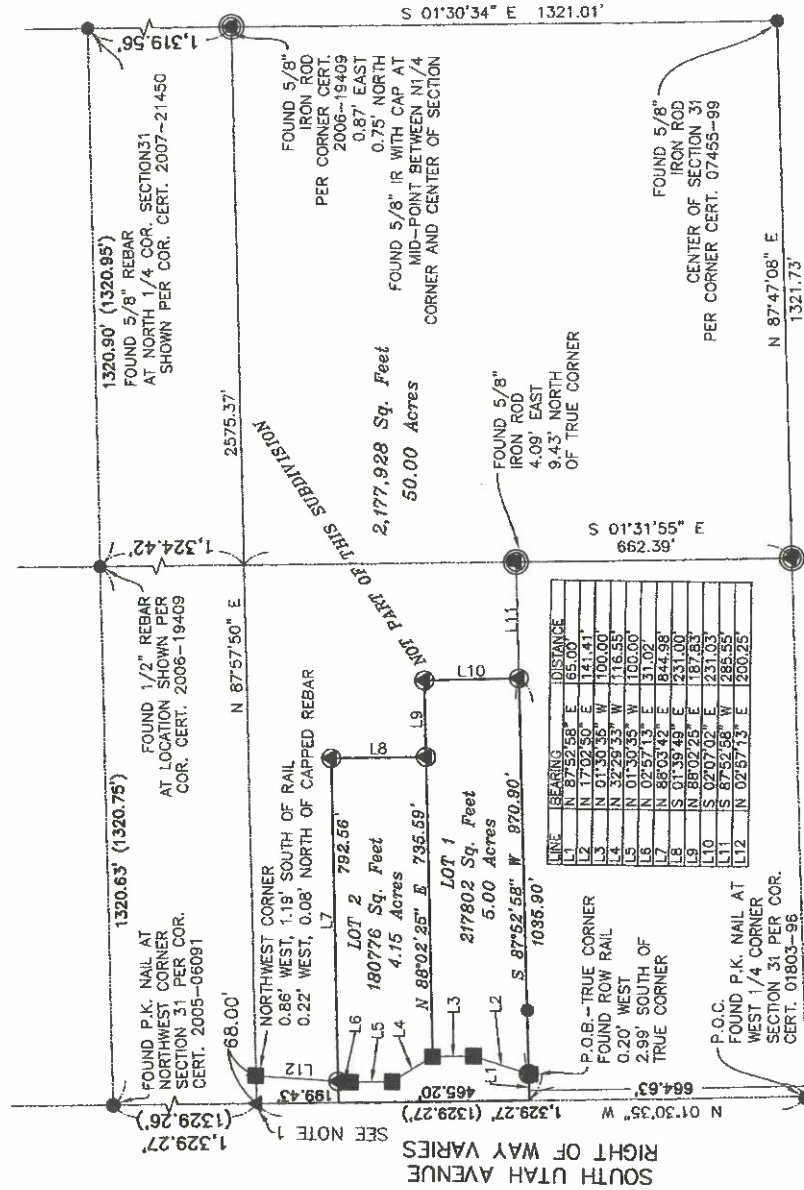 S 01°30'34" E 1321.01'
1,319.56'
FOUND 5/8"
IRON ROD
PER CORNER CERT.
2006-19409
0.87' EAST
0.75' NORTH
FOUND 5/8" IR WITH CAP AT
MID-POINT BETWEEN N1/4
CORNER AND CENTER OF SECTION
FOUND 5/8"
IRON ROD
CENTER OF SECTION 31
PER CORNER CERT. 07455-99
1320.90' (1320.95')
FOUND 5/8" REBAR
AT NORTH 1/4 COR. SECTION31
SHOWN PER COR. CERT. 2007-21450
2575.37'
N 87°57'50" E
N 87°47'08" E
1321.73'
NOT PART OF THIS SUBDIVISION
2,177,928 Sq. Feet
50.00 Acres
FOUND 5/8"
IRON ROD
4.09' EAST
9.43' NORTH
OF TRUE CORNER
1,324.42'
S 01°31'55" E
662.39'
FOUND 1/2" REBAR
AT LOCATION SHOWN PER
COR. CERT. 2006-19409
1320.63' (1320.75')
FOUND P.K. NAIL AT
NORTHWEST CORNER
SECTION 31 PER COR.
CERT. 2005-06091
68.00'
NORTHWEST CORNER
0.86' WEST, 1.19' SOUTH OF RAIL
0.22' WEST, 0.08' NORTH OF CAPPED REBAR
L7
792.56'
L8
L9
L10
L11
L12
L6
L5
L4
L3
L2
L1
LOT 2
180776 Sq. Feet
4.15 Acres
N 88°02'25" E 735.59'
LOT 1
217802 Sq. Feet
5.00 Acres
S 87°52'58" W 970.90'
1035.90'
P.O.B.-TRUE CORNER
FOUND ROW RAIL
0.20' WEST
2.99' SOUTH OF
TRUE CORNER
P.O.C.
FOUND P.K. NAIL AT
WEST 1/4 CORNER
SECTION 31 PER COR.
CERT. 01803-96
LINE BEARING DISTANCE
L1 N 87°52'58" E 65.00'
L2 N 17°02'50" E 141.41'
L3 N 01°30'35" W 100.00'
L4 N 32°29'33" W 116.55'
L5 N 01°30'35" W 100.00'
L6 N 02°57'13" E 31.02'
L7 N 88°03'42" E 844.98'
L8 S 01°39'49" E 231.00'
L9 N 88°02'25" E 187.83'
L10 S 02°07'02" E 231.03'
L11 S 87°52'58" W 285.55'
L12 N 02°57'13" E 200.25'
1,329.27'
(1329.26')
SEE NOTE 1
199.43'
465.20'
1,329.27' (1329.27')
664.63'
N 01°30'35" W
SOUTH UTAH AVENUE
RIGHT OF WAY VARIES